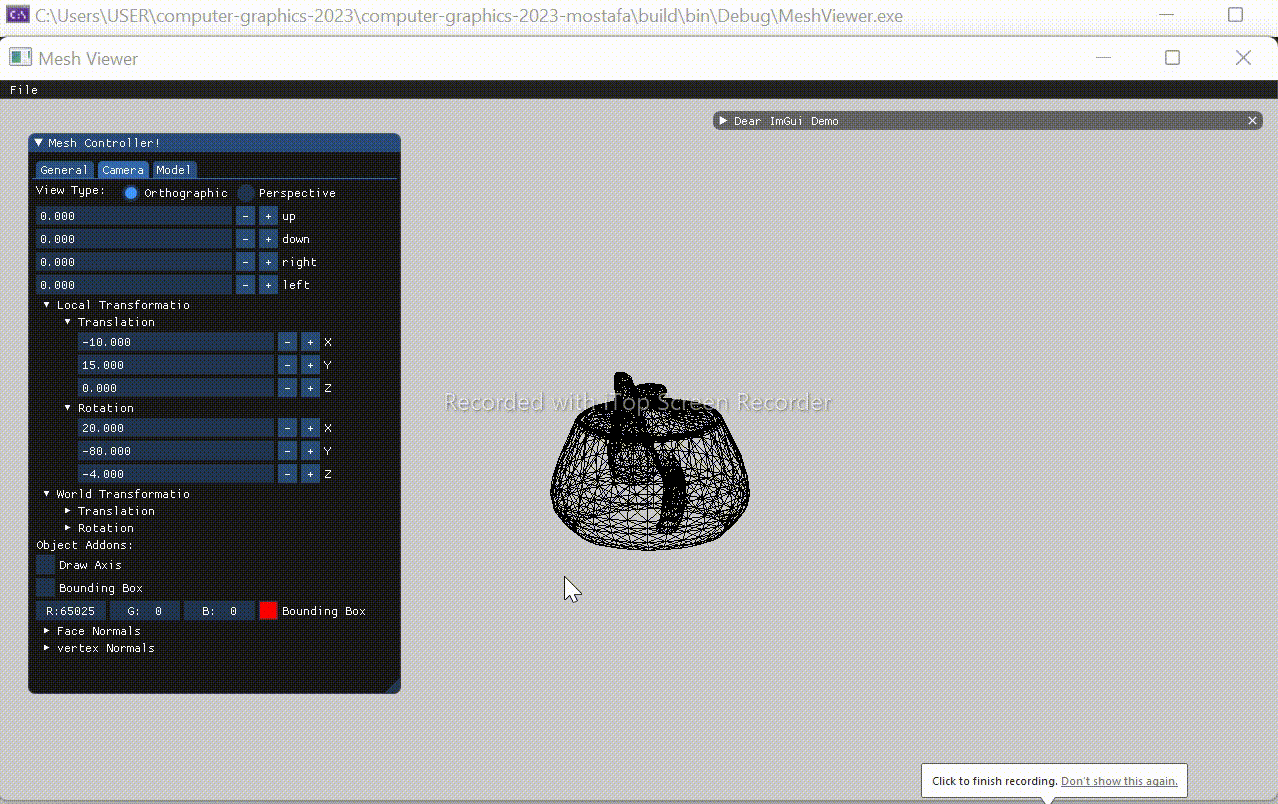 C:\Users\USER\computer-graphics-2023\computer-graphics-2023-mostafa\build\bin\Debug\MeshViewer.exe
Mesh Viewer
File
Dear ImGui Demo
Mesh Controller!
General Camera Model
View Type: Orthographic Perspective
0.000 - + up
0.000 - + down
0.000 - + right
0.000 - + left
Local Transformatio
Translation
-10.000 - + X
15.000 - + Y
0.000 - + Z
Rotation
20.000 - + X
-80.000 - + Y
-4.000 - + Z
World Transformatio
Translation
Rotation
Object Addons:
Draw Axis
Bounding Box
R:65025 G: 0 B: 0 Bounding Box
Face Normals
vertex Normals
Recorded with iTop Screen Recorder
Click to finish recording. Don't show this again.